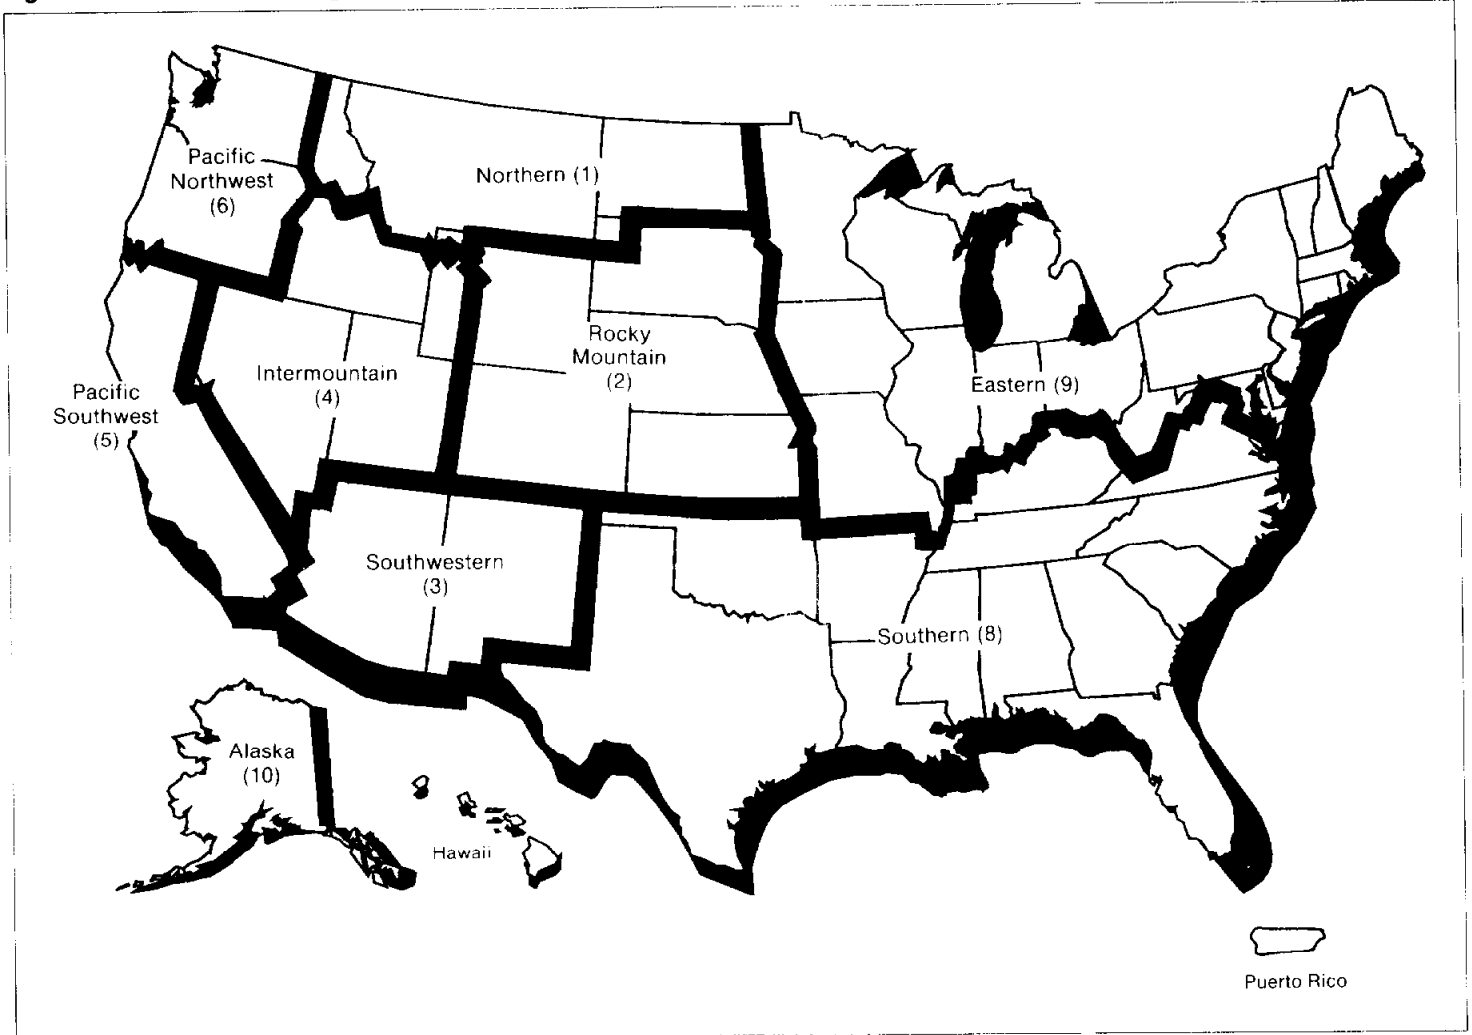 Pacific
Northwest
(6)
Northern (1)
Rocky
Mountain
(2)
Intermountain
(4)
Eastern (9)
Pacific
Southwest
(5)
Southwestern
(3)
Southern (8)
Alaska
(10)
Hawaii
Puerto Rico